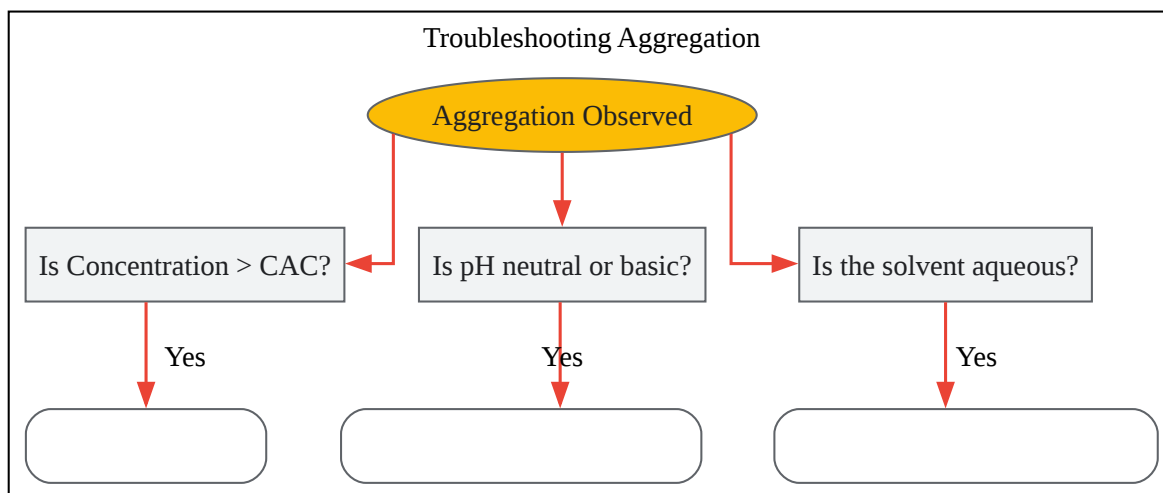 Troubleshooting Aggregation
Aggregation Observed
Is Concentration > CAC?
Is pH neutral or basic?
Is the solvent aqueous?
Yes
Yes
Yes